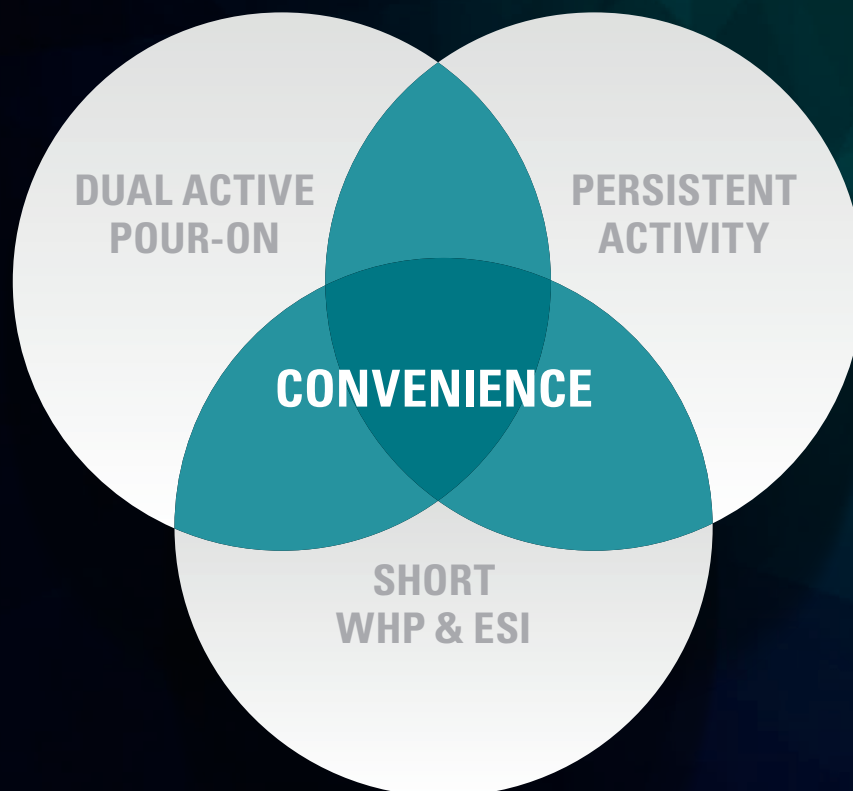 DUAL ACTIVE
POUR-ON
PERSISTENT
ACTIVITY
CONVENIENCE
SHORT
WHP & ESI